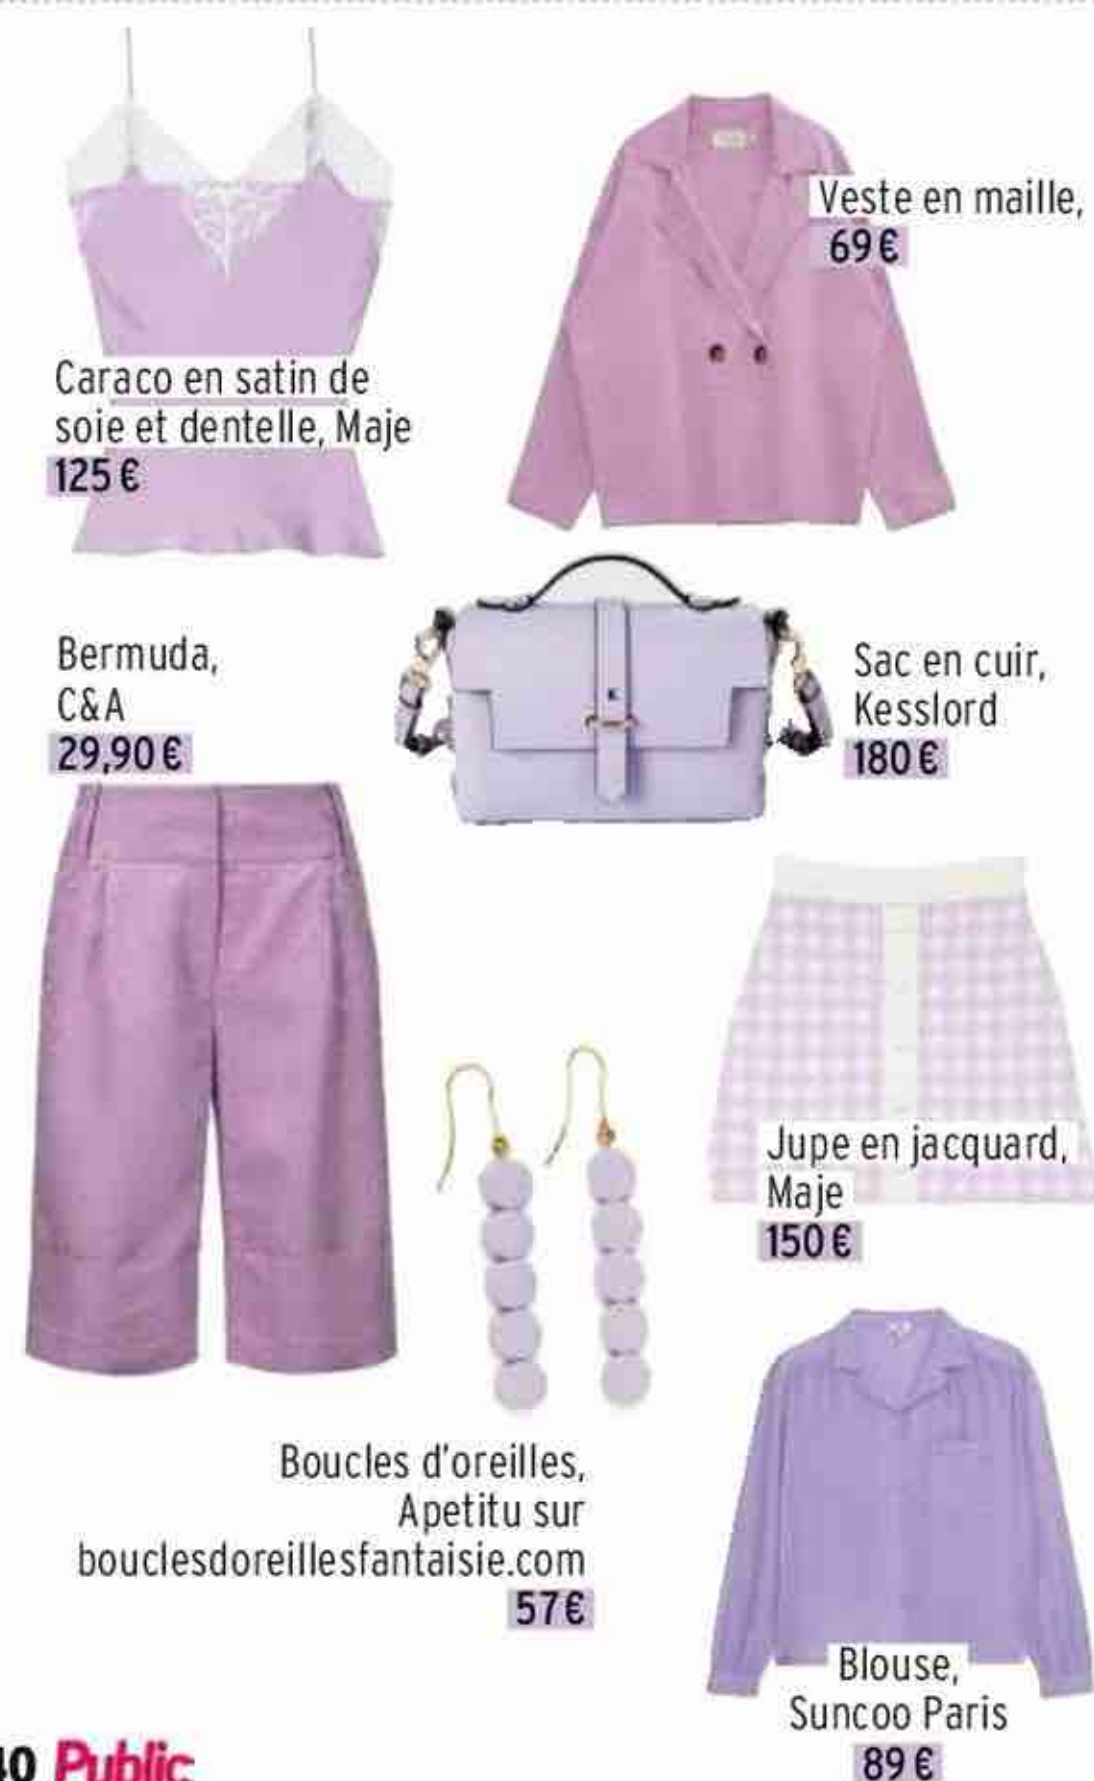 Caraco en satin de
soie et dentelle, Maje
125 €
Veste en maille,
69 €
Bermuda,
C&A
29,90 €
Sac en cuir,
Kesslord
180 €
Jupe en jacquard,
Maje
150 €
Boucles d'oreilles,
Apetitu sur
bouclesdoreillesfantaisie.com
57 €
Blouse,
Suncoo Paris
89 €
40 Public